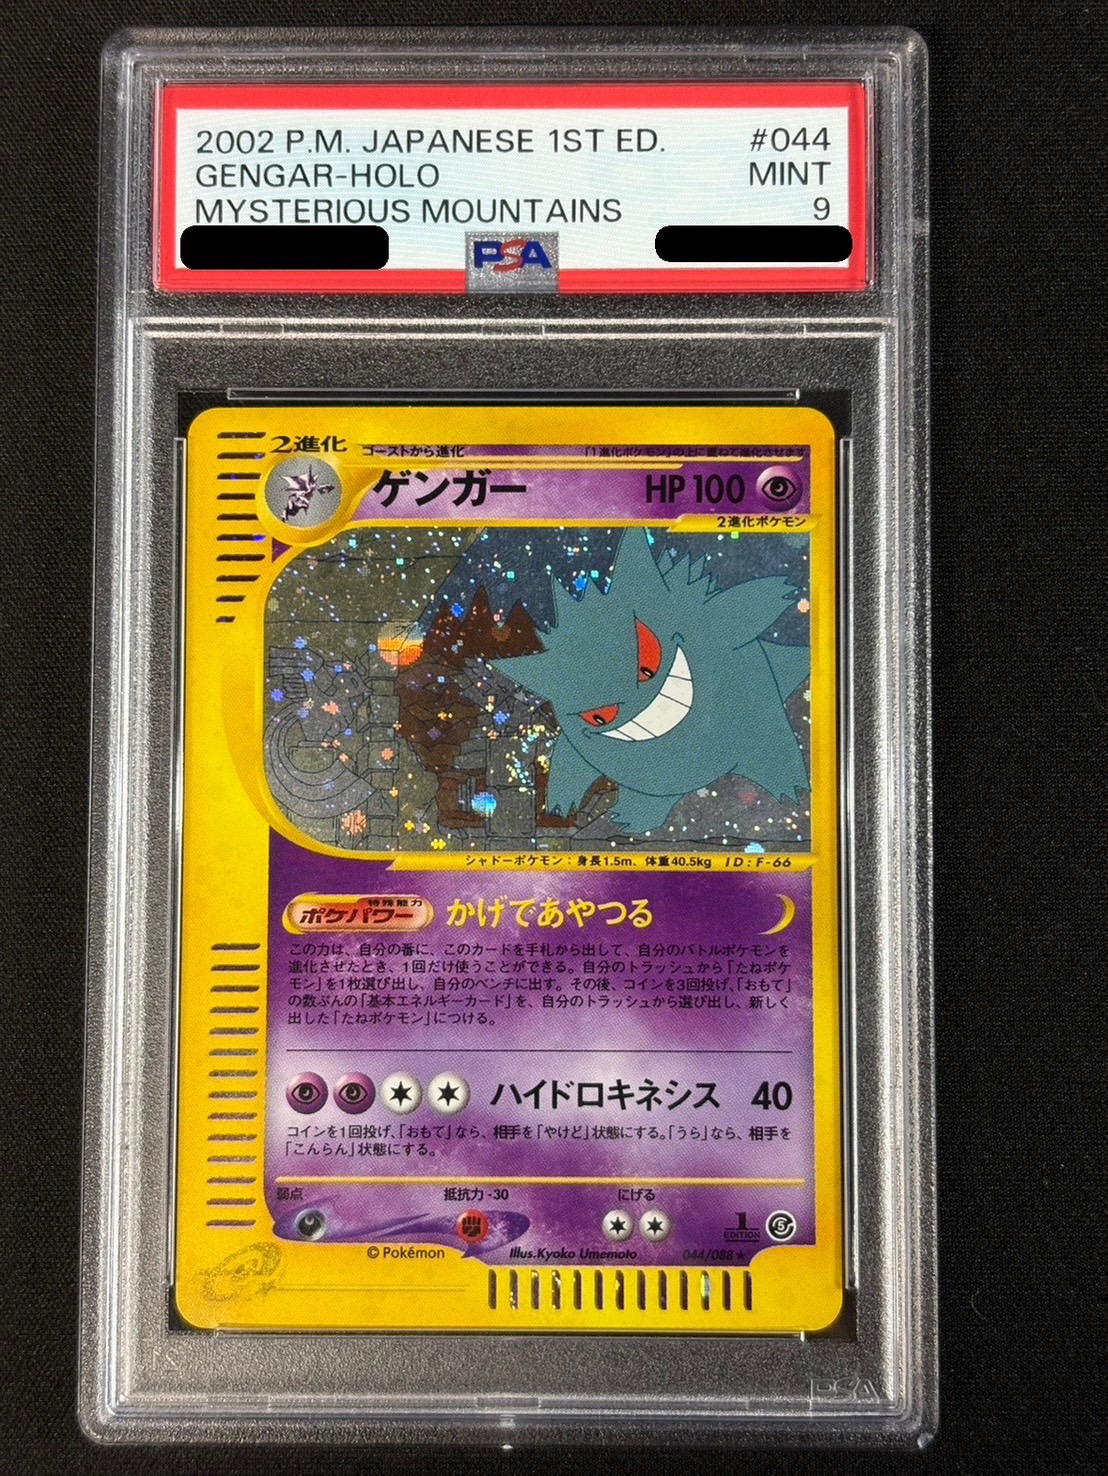 2002 P.M. JAPANESE 1ST ED. #044
GENGAR-HOLO MINT
MYSTERIOUS MOUNTAINS 9
PSA
2進化 ゴーストから進化 「1進化ポケモン」の上に重ねて進化させます
ゲンガー HP 100
2進化ポケモン
シャドーポケモン：身長1.5m、体重40.5kg ID:F-66
特殊能力
ポケパワー かげであやつる
この力は、自分の番に、このカードを手札から出して、自分のバトルポケモンを
進化させたとき、1回だけ使うことができる。自分のトラッシュから「たねポケ
モン」を1枚選び出し、自分のベンチに出す。その後、コインを3回投げ、「おもて」
の数ぶんの「基本エネルギーカード」を、自分のトラッシュから選び出し、新しく
出した「たねポケモン」につける。
ハイドロキネシス 40
コインを1回投げ、「おもて」なら、相手を「やけど」状態にする。「うら」なら、相手を
「こんらん」状態にする。
弱点 抵抗力-30 にげる
1 EDITION 5
© Pokémon Illus.Kyoko Umemoto 044/088★
PSA